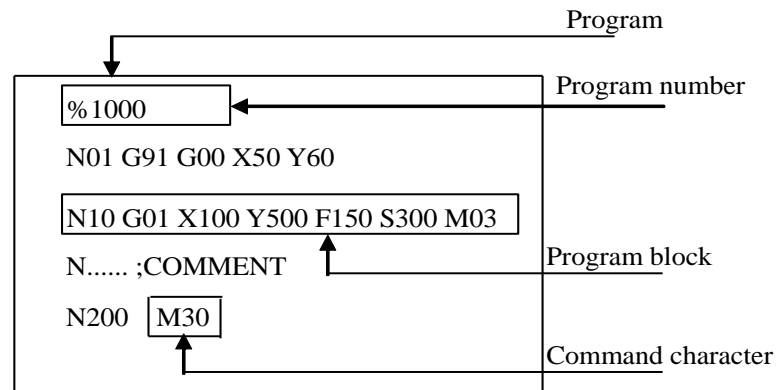 Program
Program number
%1000
N01 G91 G00 X50 Y60
N10 G01 X100 Y500 F150 S300 M03
Program block
N...... ;COMMENT
N200 M30
Command character